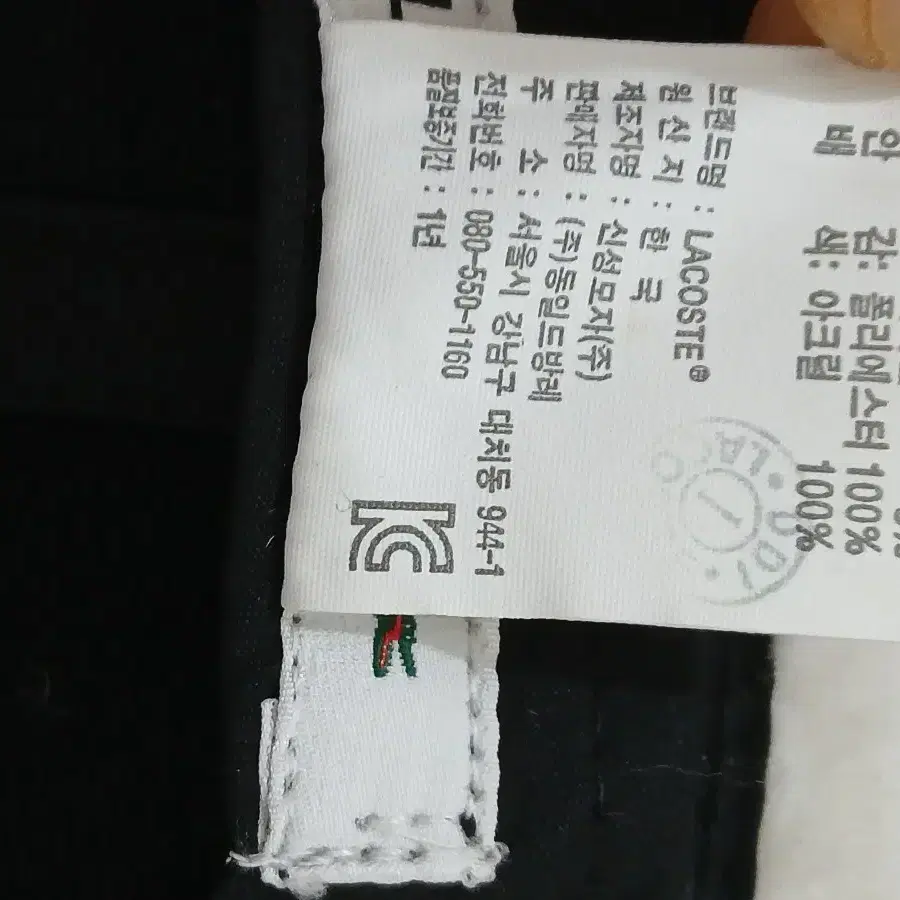 안 감: 폴리에스터 100%
배 색: 아크릴 100%
브랜드명 : LACOSTE®
원 산 지 : 한 국
제조자명 : 신성모자(주)
판매자명 : (주)동일드방레
주 소 : 서울시 강남구 대치동 944-1
전화번호 : 080-550-1160
품질보증기간 : 1년
KC